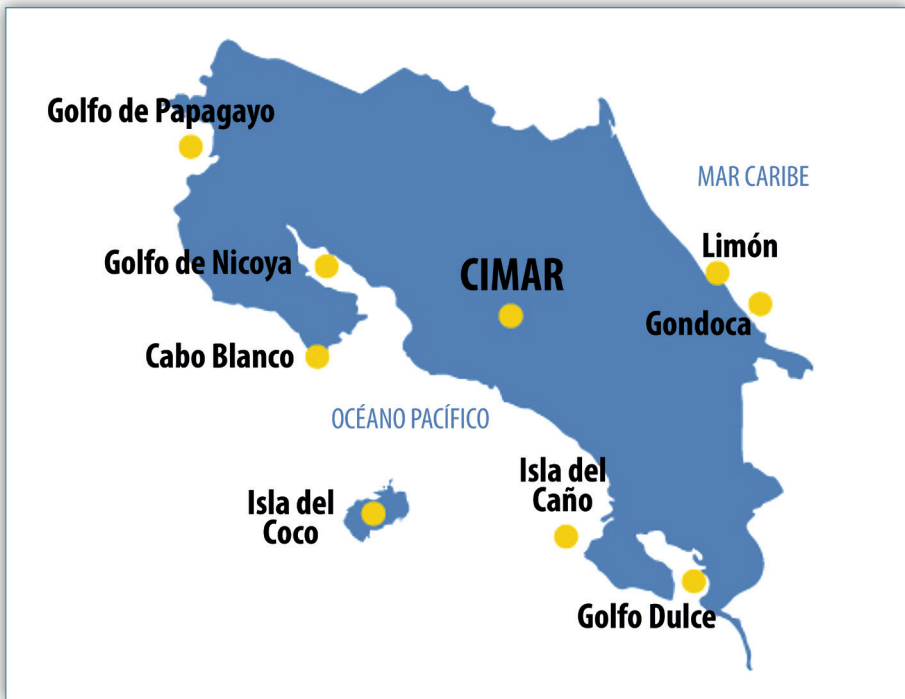 Golfo de Papagayo
MAR CARIBE
Limón
Golfo de Nicoya
CIMAR
Gondoca
Cabo Blanco
OCÉANO PACÍFICO
Isla del
Caño
Isla del
Coco
Golfo Dulce